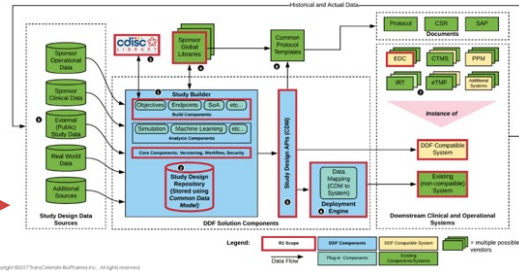 Historical and Actual Data
Protocol
CSR
SAP
Documents
cdisc
LIBRARY
Sponsor
Global
Libraries
Common
Protocol
Templates
Sponsor
Operational
Data
Sponsor
Clinical Data
External
(Public)
Study Data
Real World
Data
Additional
Sources
Study Design Data
Sources
Study Builder
Objectives
Endpoints
SoA
etc...
Build Components
Simulation
Machine Learning
etc...
Analysis Components
Core Components: Versioning, Workflow, Security
Study Design
Repository
(Stored using
Common Data
Model)
DDF Solution Components
Study Design APIs (CDM)
Data
Mapping
(CDM to
System)
Deployment
Engine
EDC
CTMS
PPM
IRT
eTMF
Additional
Systems
Instance of
DDF Compatible
System
Existing
(non-compatible)
System
Downstream Clinical and Operational
Systems
Legend:
R1 Scope
DDF Components
DDF Compatible System
= multiple possible
vendors
Data Flow
Plug-in Components
Existing
Components/Systems
Copyright ©2017 TransCelerate BioPharma Inc. All rights reserved.